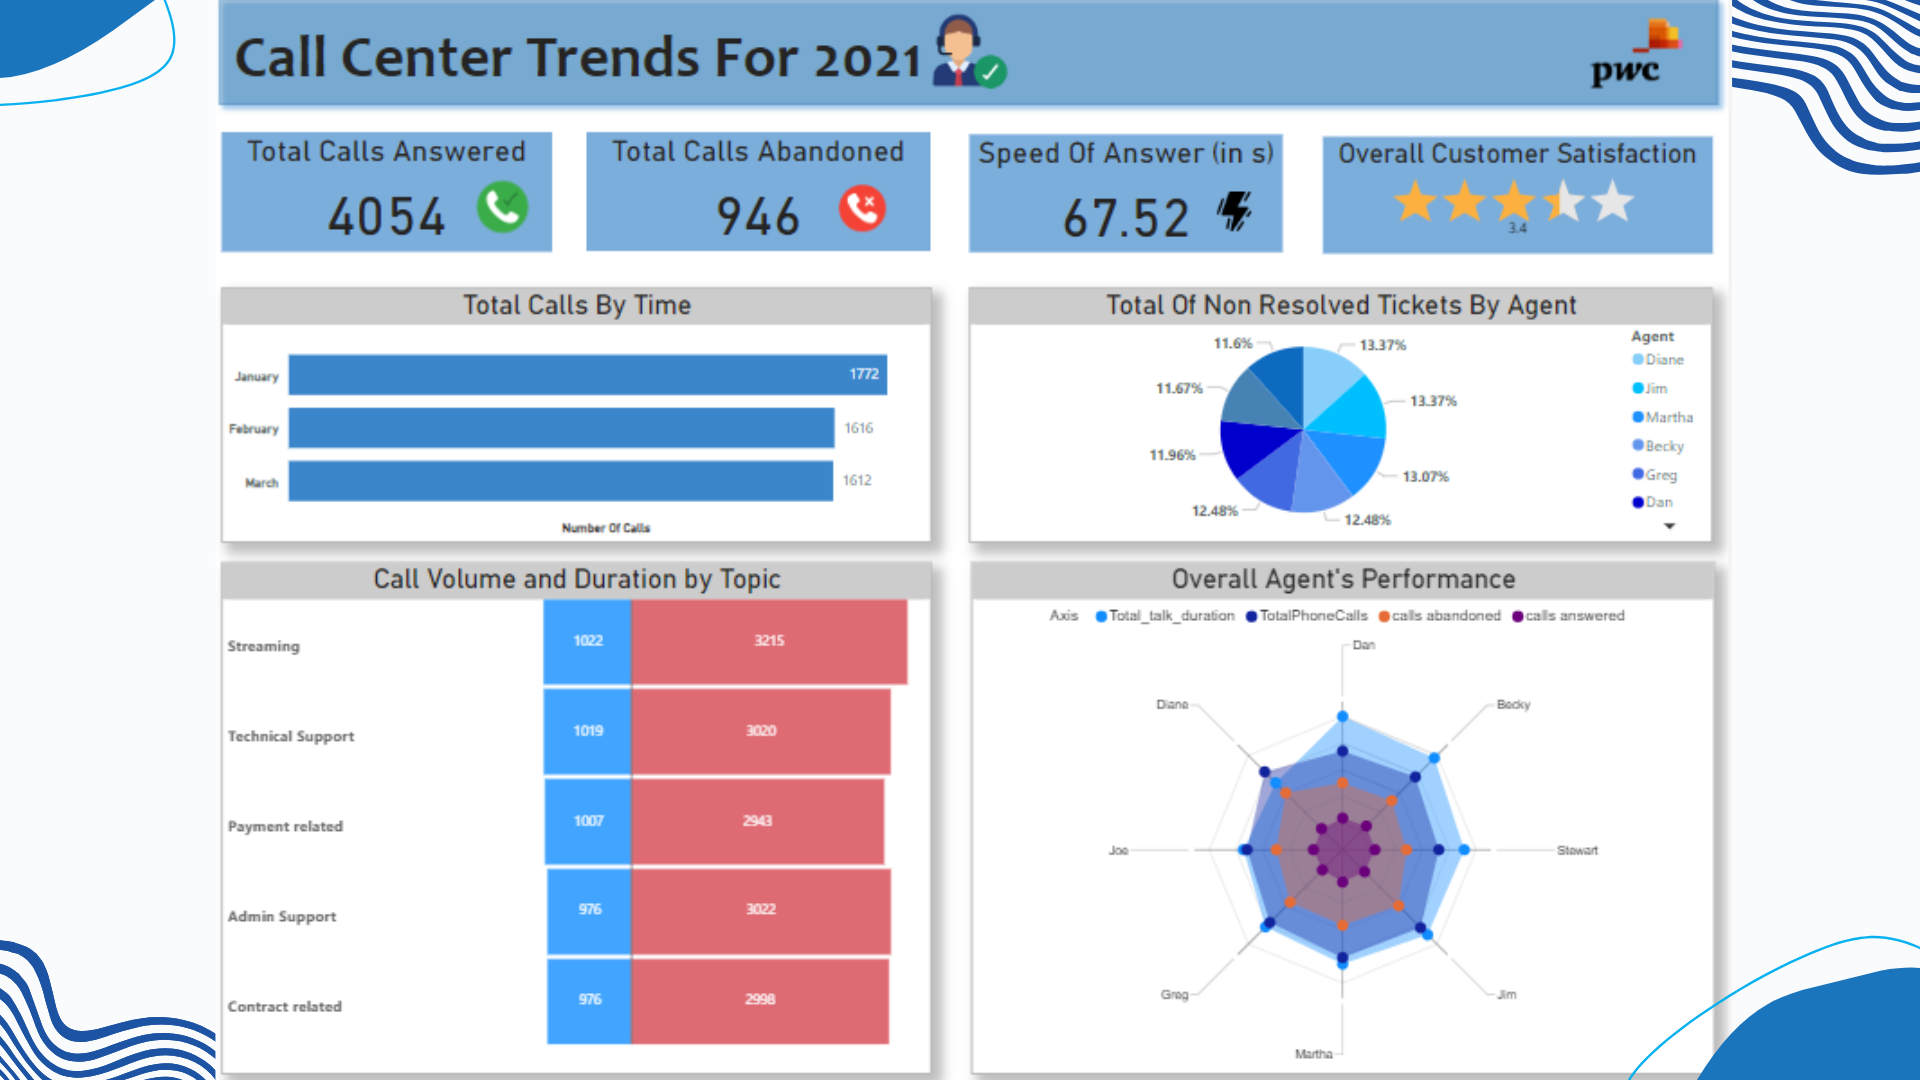 Call Center Trends For 2021
pwc
Total Calls Answered
4054
Total Calls Abandoned
946
Speed Of Answer (in s)
67.52
Overall Customer Satisfaction
3.4
Total Calls By Time
January
1772
February
1616
March
1612
Number Of Calls
Total Of Non Resolved Tickets By Agent
11.6%
13.37%
11.67%
13.37%
11.96%
13.07%
12.48%
12.48%
Agent
Diane
Jim
Martha
Becky
Greg
Dan
Call Volume and Duration by Topic
Streaming
1022
3215
Technical Support
1019
3020
Payment related
1007
2943
Admin Support
976
3022
Contract related
976
2998
Overall Agent's Performance
Axis Total_talk_duration TotalPhoneCalls calls abandoned calls answered
Dan
Diane
Becky
Joe
Stewart
Greg
Jim
Martha